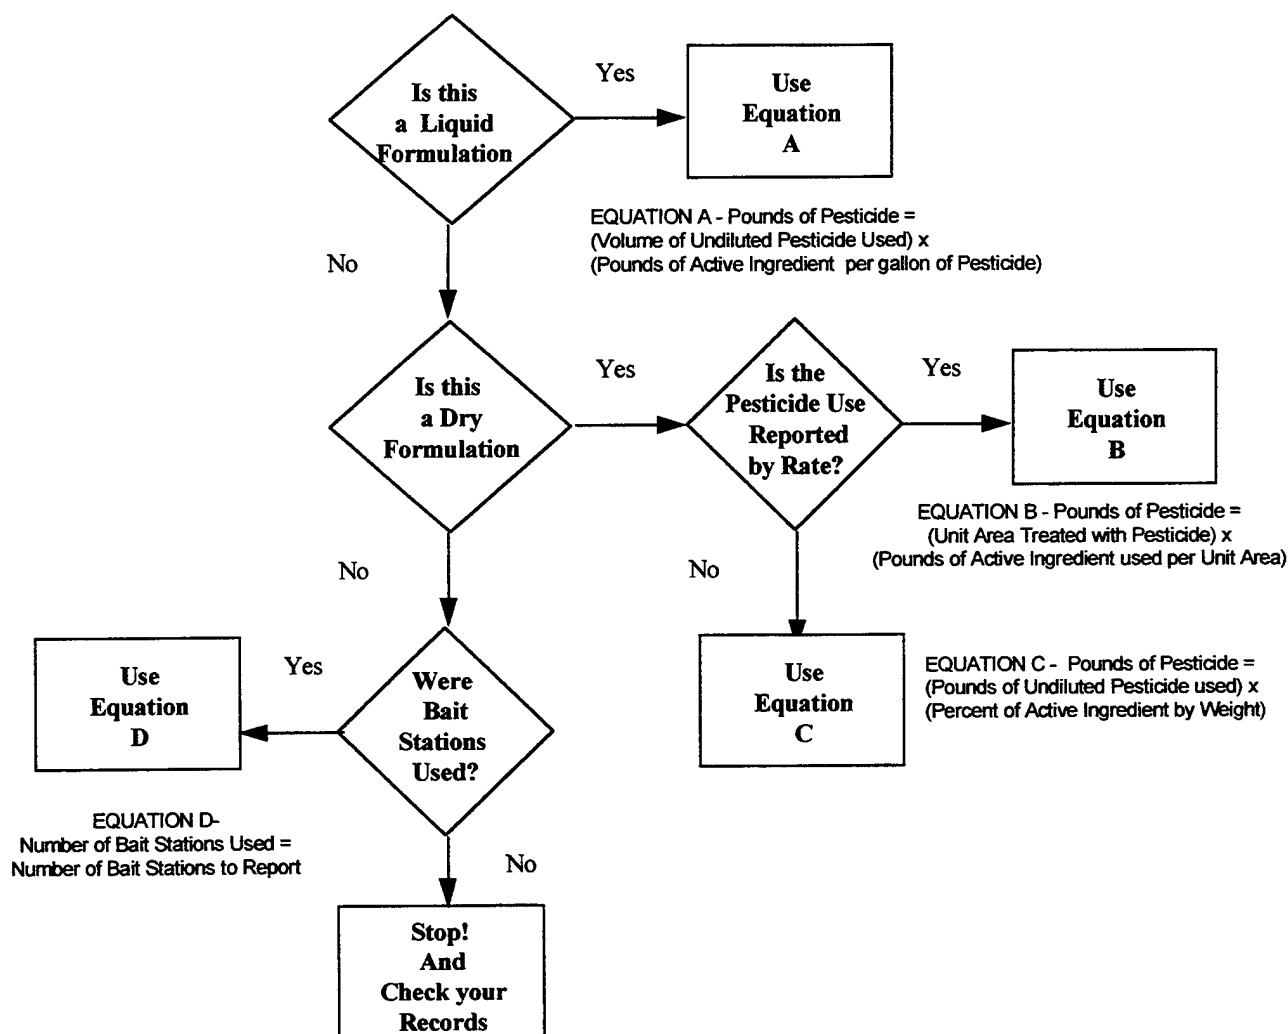 Is this
a Liquid
Formulation
Yes
Use
Equation
A
EQUATION A - Pounds of Pesticide =
(Volume of Undiluted Pesticide Used) x
(Pounds of Active Ingredient per gallon of Pesticide)
No
Is this
a Dry
Formulation
Yes
Is the
Pesticide Use
Reported
by Rate?
Yes
Use
Equation
B
EQUATION B - Pounds of Pesticide =
(Unit Area Treated with Pesticide) x
(Pounds of Active Ingredient used per Unit Area)
No
No
Use
Equation
C
EQUATION C - Pounds of Pesticide =
(Pounds of Undiluted Pesticide used) x
(Percent of Active Ingredient by Weight)
Were
Bait
Stations
Used?
Yes
Use
Equation
D
EQUATION D-
Number of Bait Stations Used =
Number of Bait Stations to Report
No
Stop!
And
Check your
Records